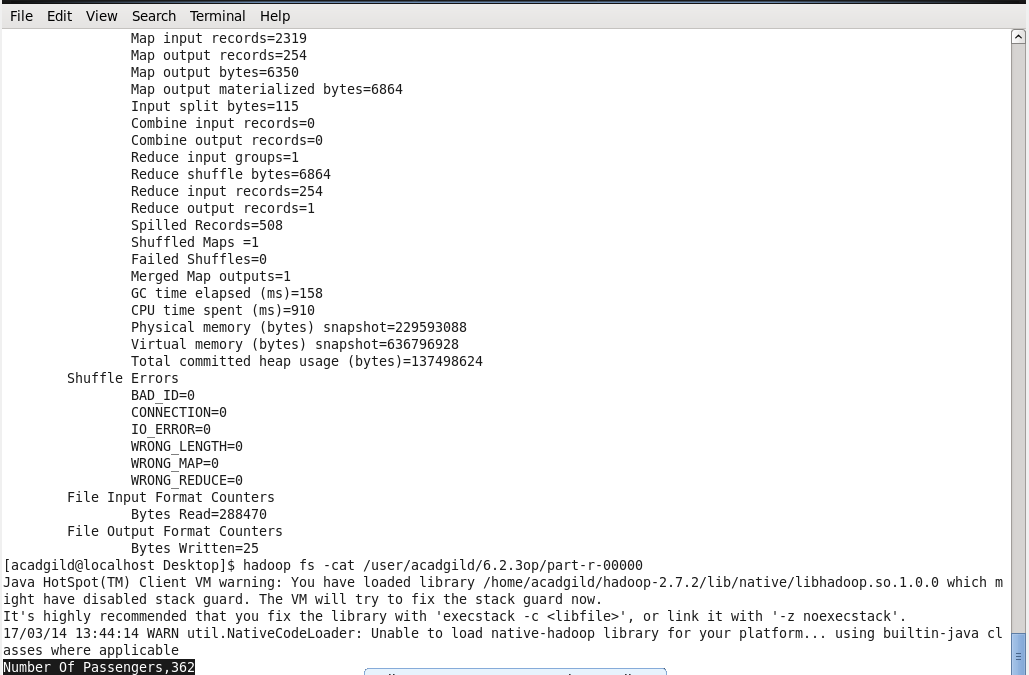 File Edit View Search Terminal Help
Map input records=2319
Map output records=254
Map output bytes=6350
Map output materialized bytes=6864
Input split bytes=115
Combine input records=0
Combine output records=0
Reduce input groups=1
Reduce shuffle bytes=6864
Reduce input records=254
Reduce output records=1
Spilled Records=508
Shuffled Maps =1
Failed Shuffles=0
Merged Map outputs=1
GC time elapsed (ms)=158
CPU time spent (ms)=910
Physical memory (bytes) snapshot=229593088
Virtual memory (bytes) snapshot=636796928
Total committed heap usage (bytes)=137498624
Shuffle Errors
BAD_ID=0
CONNECTION=0
IO_ERROR=0
WRONG_LENGTH=0
WRONG_MAP=0
WRONG_REDUCE=0
File Input Format Counters
Bytes Read=288470
File Output Format Counters
Bytes Written=25
[acadgild@localhost Desktop]$ hadoop fs -cat /user/acadgild/6.2.3op/part-r-00000
Java HotSpot(TM) Client VM warning: You have loaded library /home/acadgild/hadoop-2.7.2/lib/native/libhadoop.so.1.0.0 which m
ight have disabled stack guard. The VM will try to fix the stack guard now.
It's highly recommended that you fix the library with 'execstack -c <libfile>', or link it with '-z noexecstack'.
17/03/14 13:44:14 WARN util.NativeCodeLoader: Unable to load native-hadoop library for your platform... using builtin-java cl
asses where applicable
Number Of Passengers,362